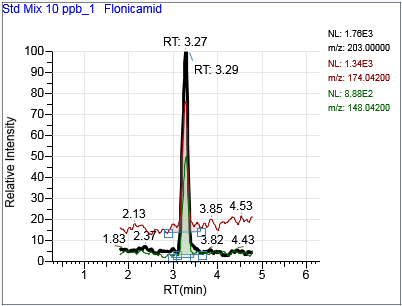 Std Mix 10 ppb_1 Flonicamid
NL: 1.76E3
m/z: 203.00000
NL: 1.34E3
m/z: 174.04200
NL: 8.88E2
m/z: 148.04200
RT: 3.27
RT: 3.29
100
90
80
70
60
50
40
30
20
10
0
Relative Intensity
2.13
3.85
4.53
1.83
2.37
3.82
4.43
1
2
3
4
5
6
RT(min)